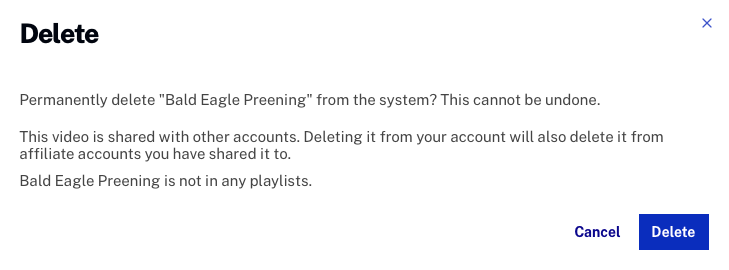 Delete
Permanently delete "Bald Eagle Preening" from the system? This cannot be undone.
This video is shared with other accounts. Deleting it from your account will also delete it from
affiliate accounts you have shared it to.
Bald Eagle Preening is not in any playlists.
Cancel Delete